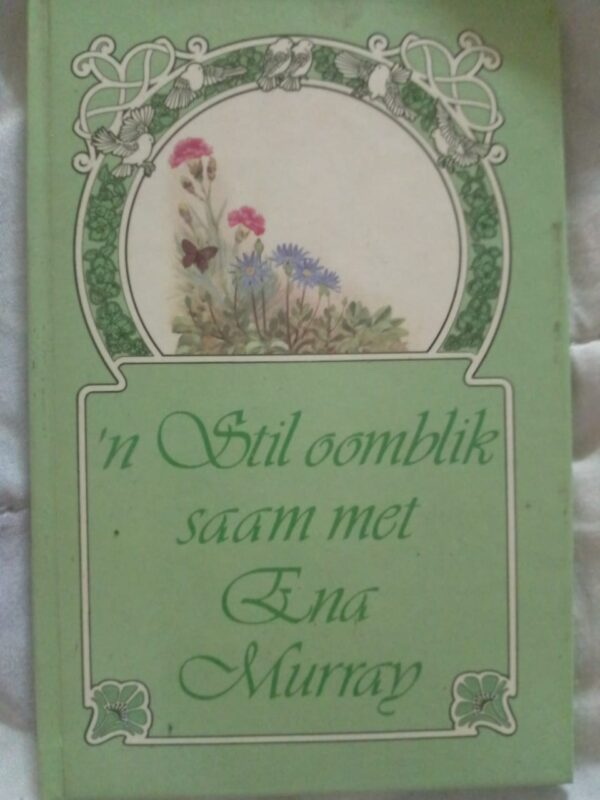 'n Stil oomblik
saam met
Ena
Murray